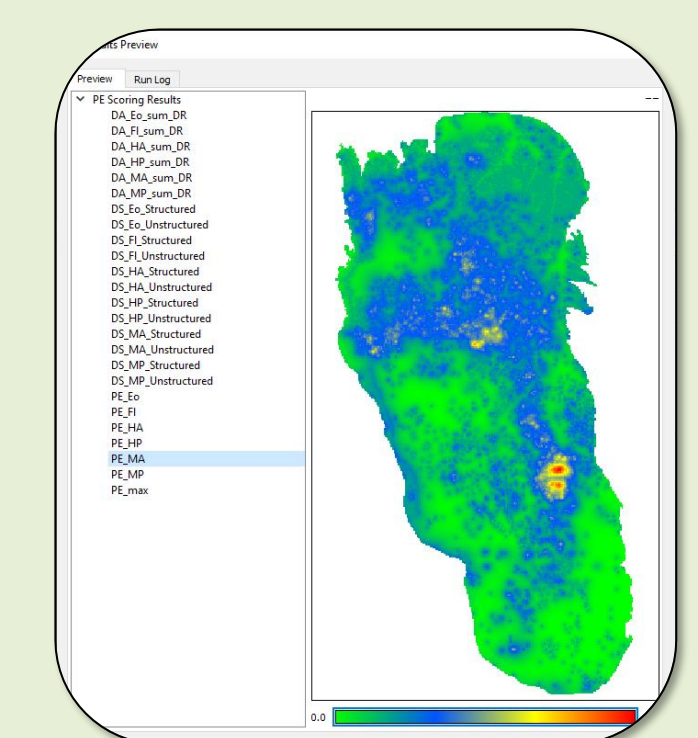 Results Preview
Preview Run Log
PE Scoring Results
DA_Eo_sum_DR
DA_FI_sum_DR
DA_HA_sum_DR
DA_HP_sum_DR
DA_MA_sum_DR
DA_MP_sum_DR
DS_Eo_Structured
DS_Eo_Unstructured
DS_FI_Structured
DS_FI_Unstructured
DS_HA_Structured
DS_HA_Unstructured
DS_HP_Structured
DS_HP_Unstructured
DS_MA_Structured
DS_MA_Unstructured
DS_MP_Structured
DS_MP_Unstructured
PE_Eo
PE_FI
PE_HA
PE_HP
PE_MA
PE_MP
PE_max
--
0.0